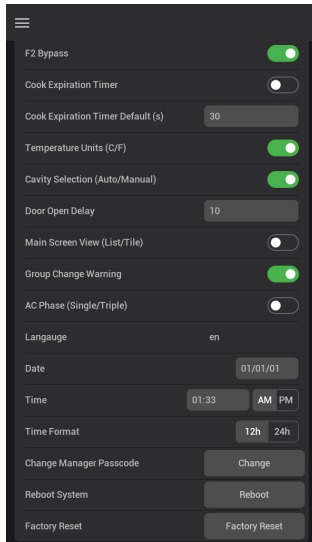 F2 Bypass
Cook Expiration Timer
Cook Expiration Timer Default (s) 30
Temperature Units (C/F)
Cavity Selection (Auto/Manual)
Door Open Delay 10
Main Screen View (List/Tile)
Group Change Warning
AC Phase (Single/Triple)
Langauge en
Date 01/01/01
Time 01:33 AM PM
Time Format 12h 24h
Change Manager Passcode Change
Reboot System Reboot
Factory Reset Factory Reset